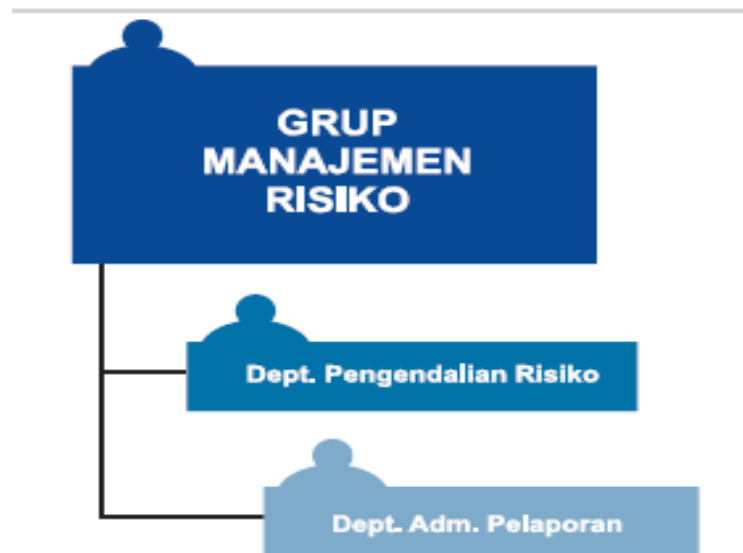 GRUP
MANAJEMEN
RISIKO
Dept. Pengendalian Risiko
Dept. Adm. Pelaporan